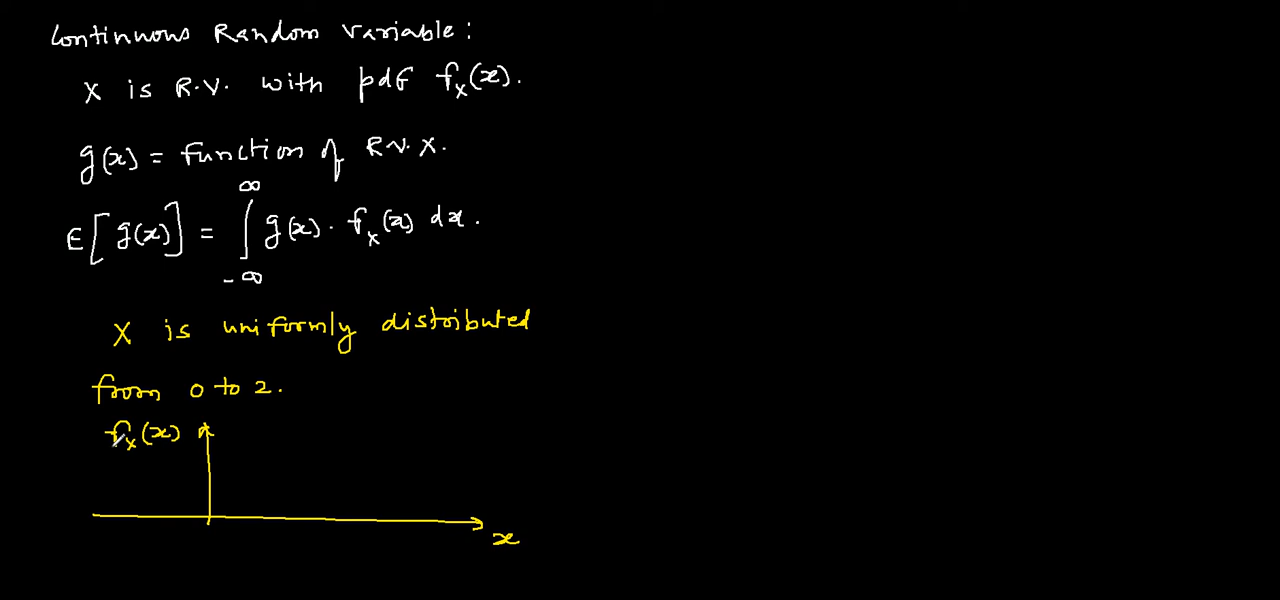 Continuous Random Variable:
X is R.V. with pdf fₓ(x).
g(x) = function of R.V. X.
E[g(x)] = ∫_{-∞}^{∞} g(x) · fₓ(x) dx.
X is uniformly distributed
from 0 to 2.
fₓ(x)
x